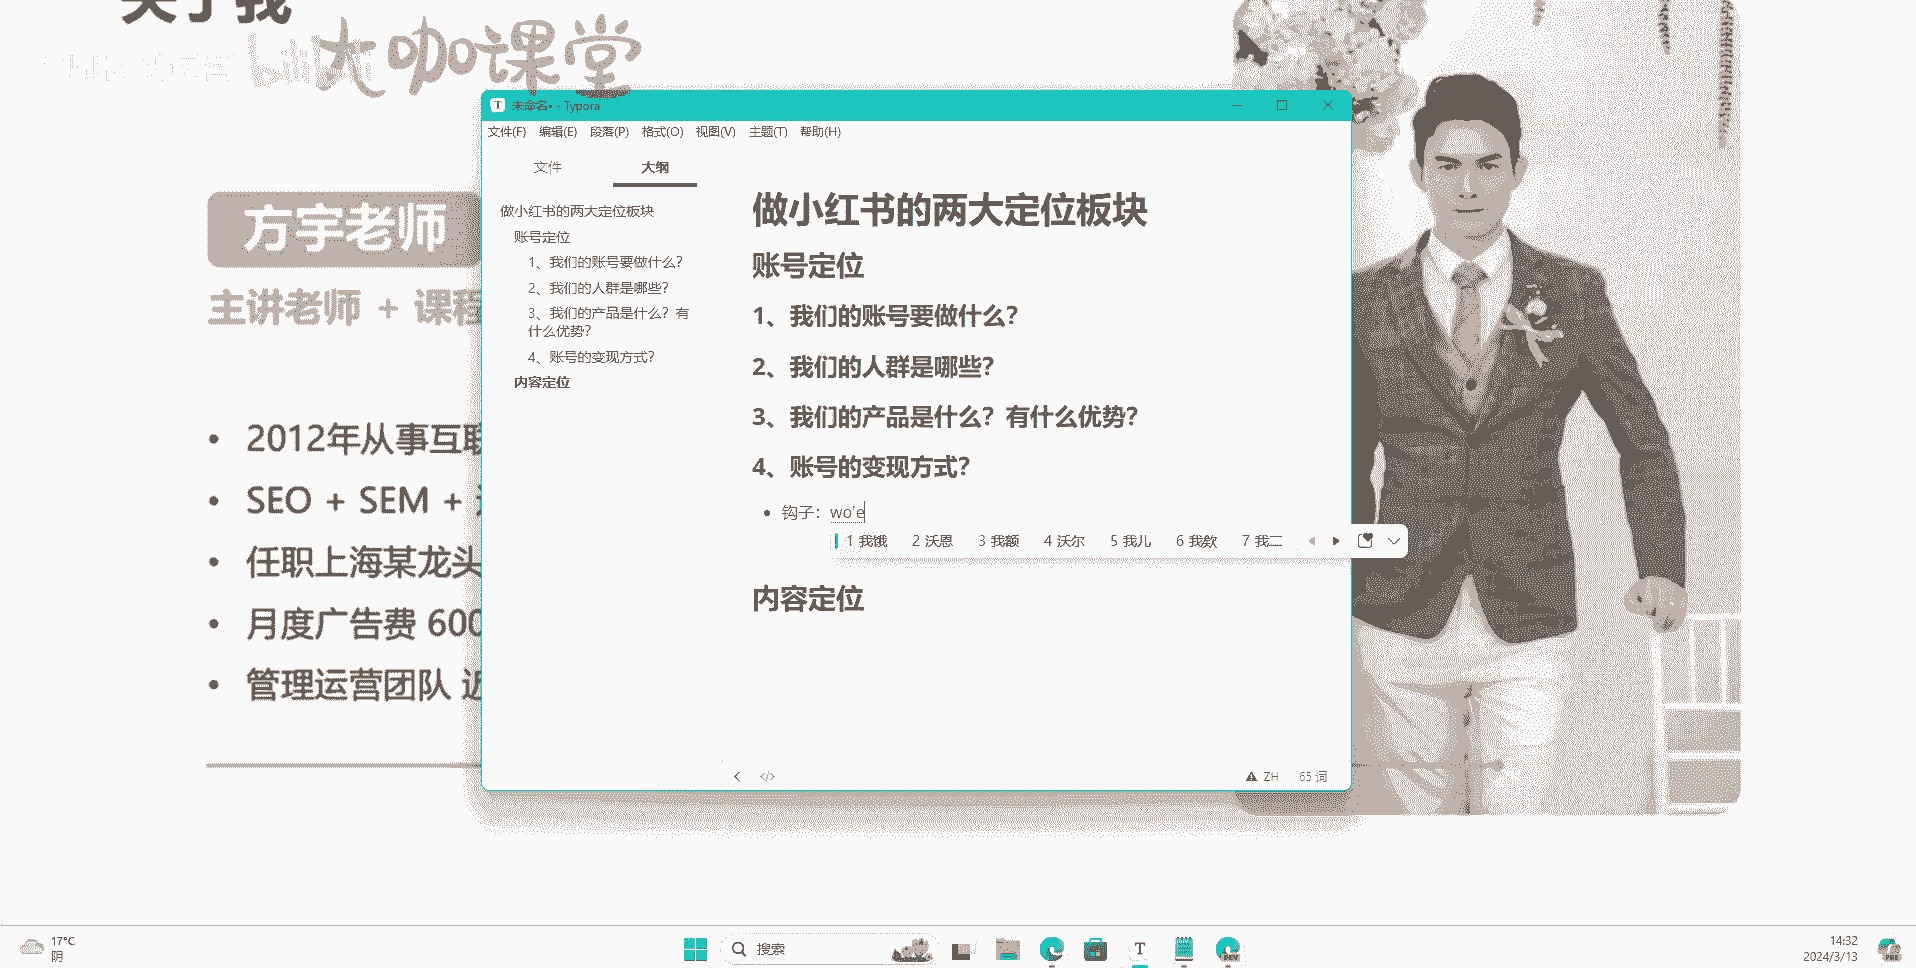 关于我
bilibili
大咖课堂
方宇老师
主讲老师 + 课程
2012年从事互联
SEO + SEM +
任职上海某龙头
月度广告费 600
管理运营团队 近
未命名• - Typora
文件(F) 编辑(E) 段落(P) 格式(O) 视图(V) 主题(T) 帮助(H)
文件 大纲
做小红书的两大定位板块
账号定位
1、我们的账号要做什么？
2、我们的人群是哪些？
3、我们的产品是什么？有
什么优势？
4、账号的变现方式？
内容定位
做小红书的两大定位板块
账号定位
1、我们的账号要做什么？
2、我们的人群是哪些？
3、我们的产品是什么？有什么优势？
4、账号的变现方式？
钩子：wo'e
1 我饿 2 沃恩 3 我额 4 沃尔 5 我儿 6 我欸 7 我二
内容定位
ZH 65 词
17°C
阴
搜索
T
DEV
14:32
2024/3/13
PRE